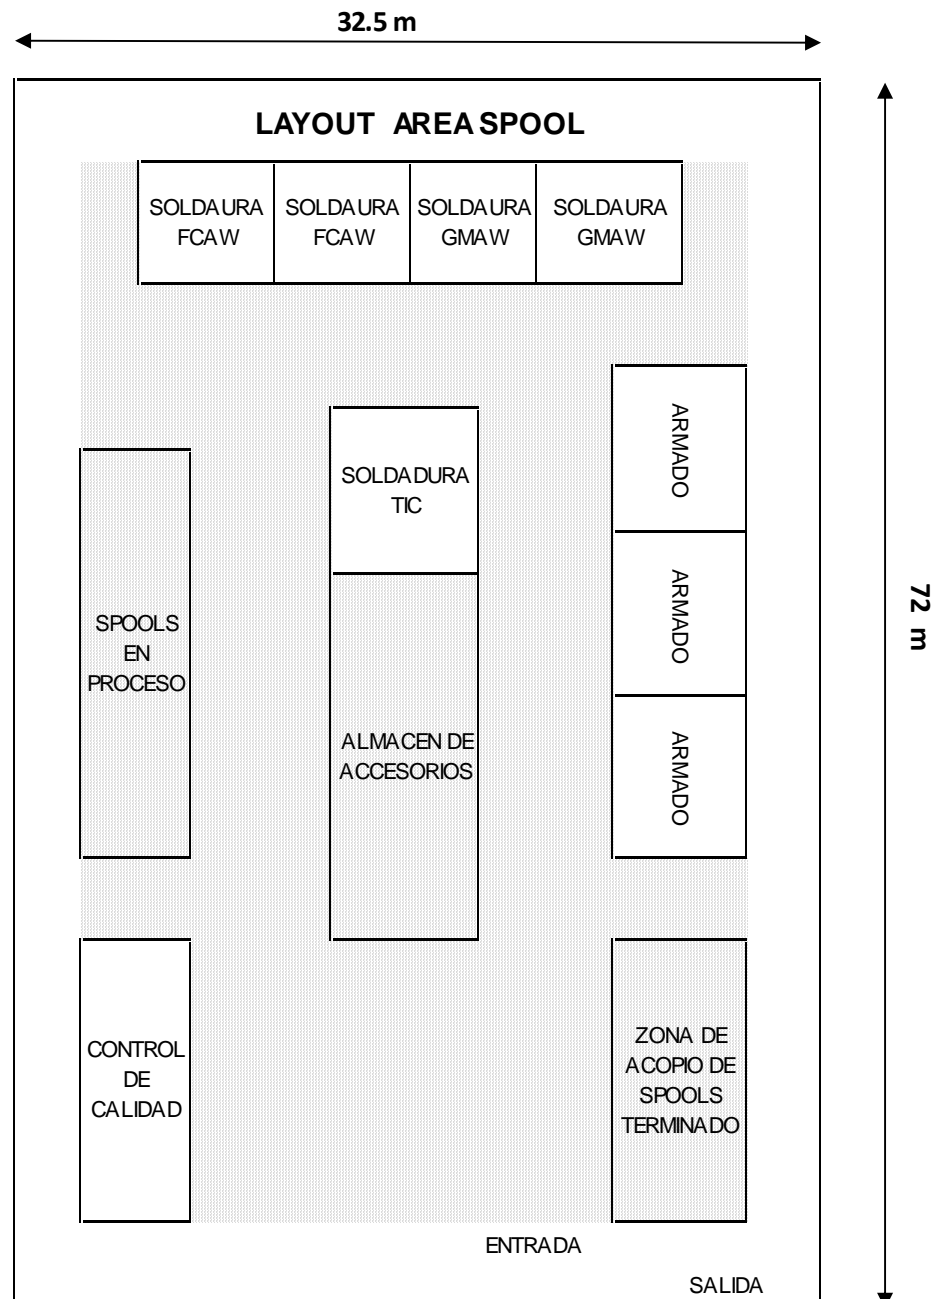 32.5 m
LAYOUT AREA SPOOL
SOLDAURA
FCAW
SOLDAURA
FCAW
SOLDAURA
GMAW
SOLDAURA
GMAW
ARMADO
SOLDADURA
TIC
SPOOLS
EN
PROCESO
ARMADO
72 m
ALMACEN DE
ACCESORIOS
ARMADO
CONTROL
DE
CALIDAD
ZONA DE
ACOPIO DE
SPOOLS
TERMINADO
ENTRADA
SALIDA